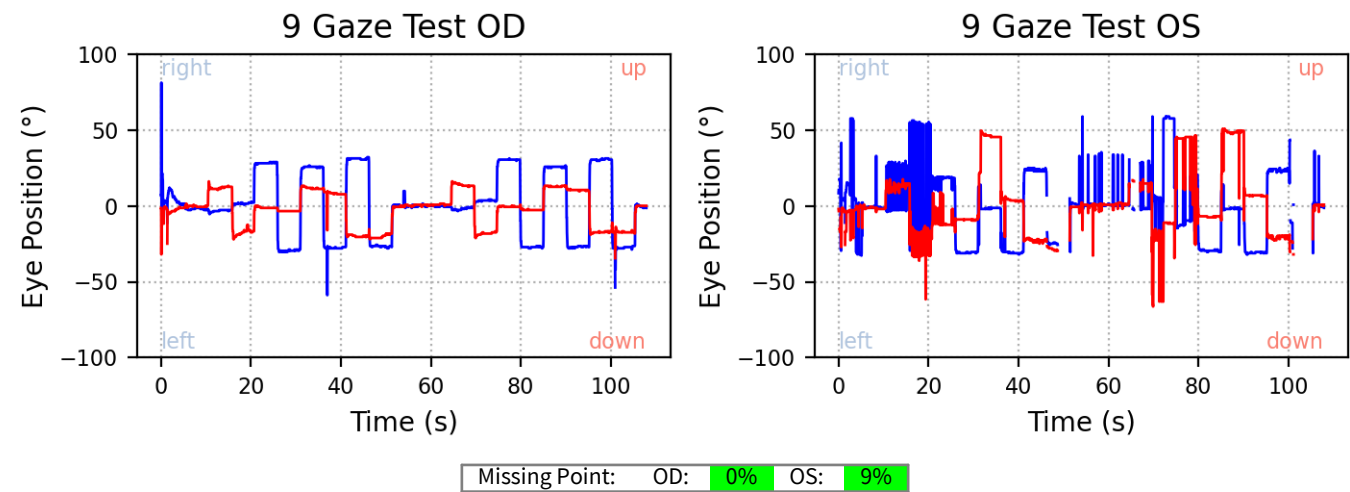 9 Gaze Test OD
100
50
0
−50
−100
Eye Position (°)
right
up
left
down
0 20 40 60 80 100
Time (s)
9 Gaze Test OS
100
50
0
−50
−100
Eye Position (°)
right
up
left
down
0 20 40 60 80 100
Time (s)
Missing Point: OD: 0% OS: 9%